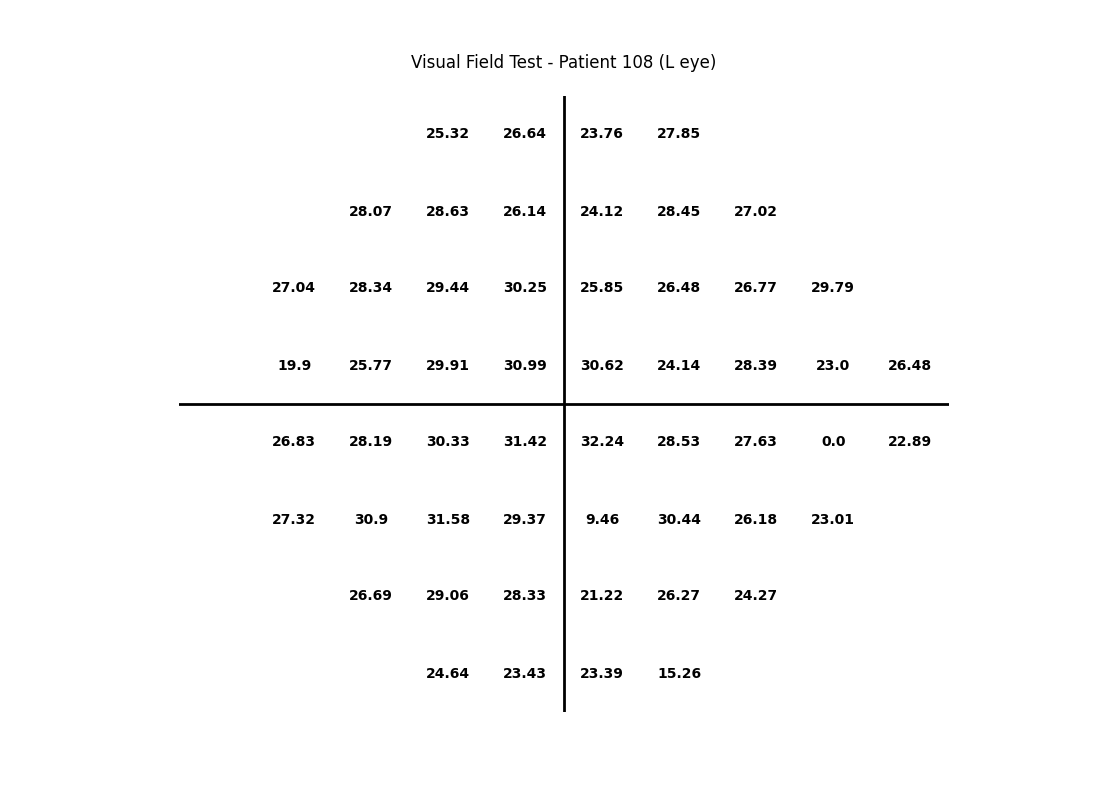 Visual Field Test - Patient 108 (L eye)
25.32 26.64 23.76 27.85
28.07 28.63 26.14 24.12 28.45 27.02
27.04 28.34 29.44 30.25 25.85 26.48 26.77 29.79
19.9 25.77 29.91 30.99 30.62 24.14 28.39 23.0 26.48
26.83 28.19 30.33 31.42 32.24 28.53 27.63 0.0 22.89
27.32 30.9 31.58 29.37 9.46 30.44 26.18 23.01
26.69 29.06 28.33 21.22 26.27 24.27
24.64 23.43 23.39 15.26